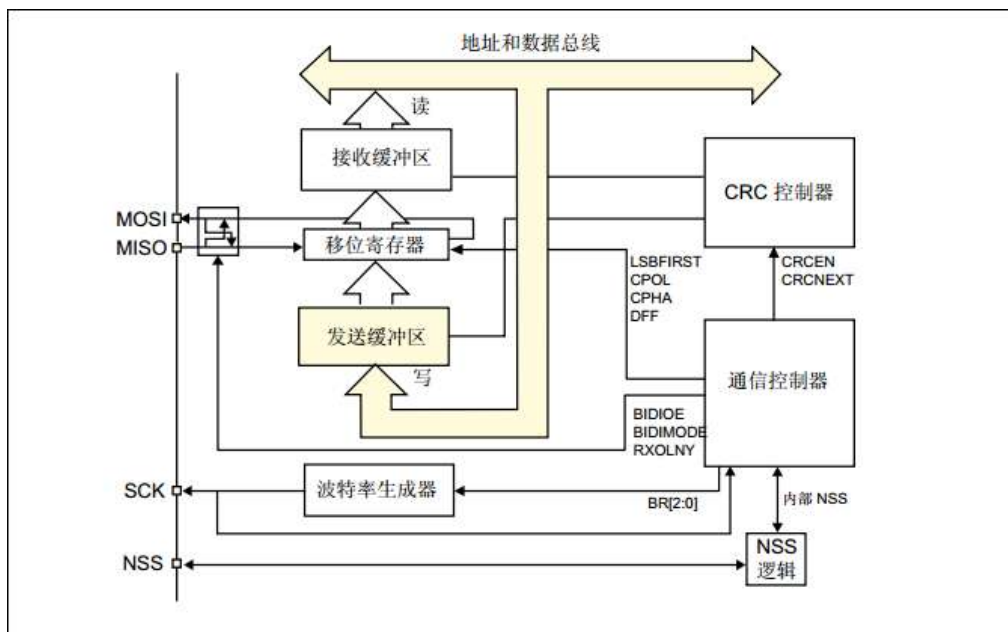 地址和数据总线
读
接收缓冲区
CRC 控制器
MOSI
MISO
移位寄存器
LSBFIRST
CPOL
CPHA
DFF
CRCEN
CRCNEXT
发送缓冲区
写
通信控制器
BIDIOE
BIDIMODE
RXOLNY
SCK
波特率生成器
BR[2:0]
内部 NSS
NSS
NSS
逻辑